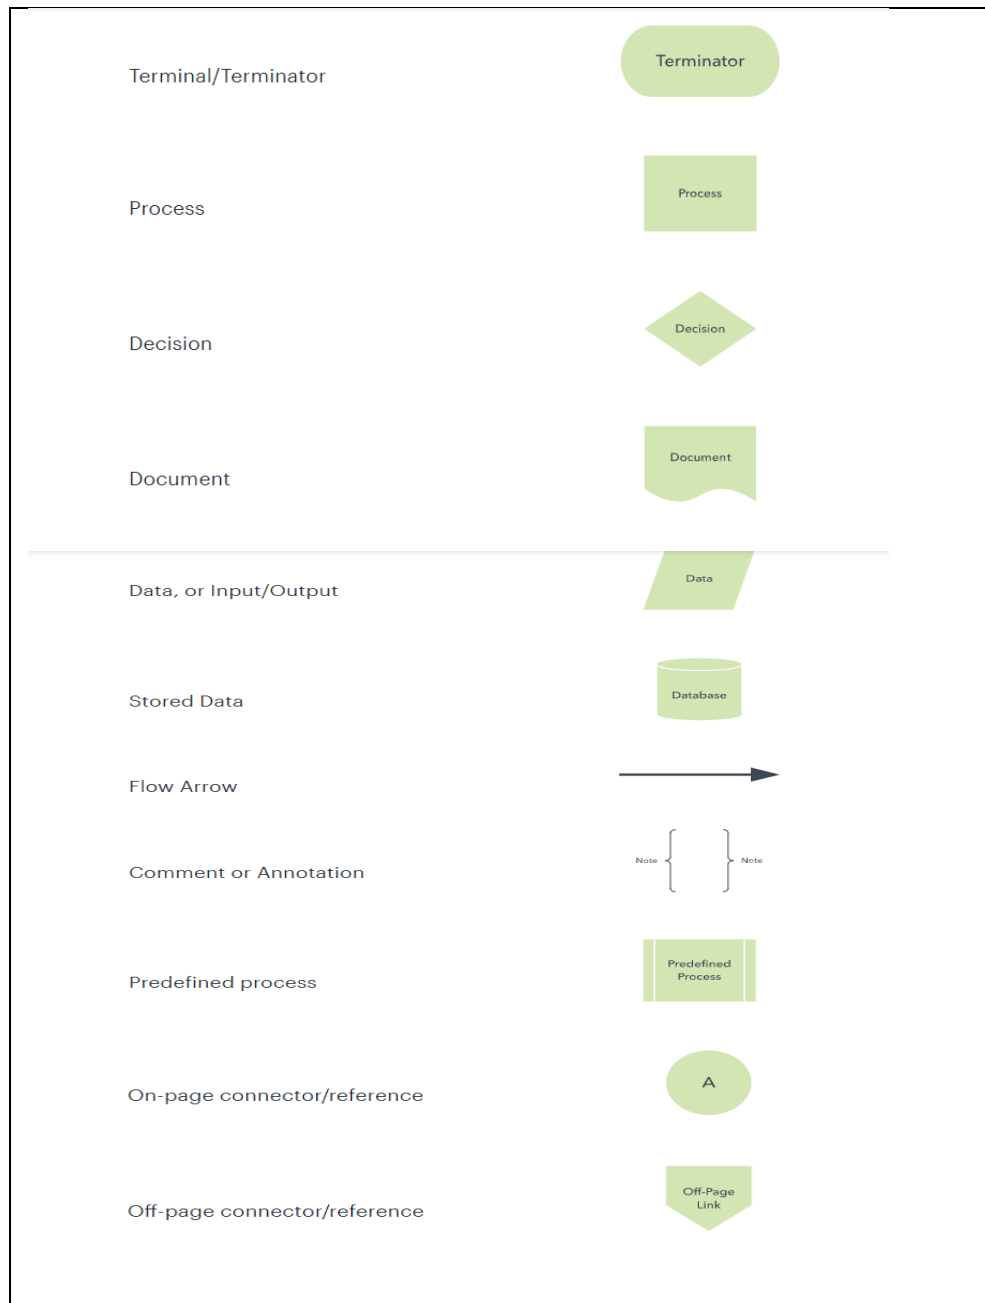 Terminal/Terminator
Terminator
Process
Process
Decision
Decision
Document
Document
Data, or Input/Output
Data
Stored Data
Database
Flow Arrow
Comment or Annotation
Note
Note
Predefined process
Predefined
Process
On-page connector/reference
A
Off-page connector/reference
Off-Page
Link